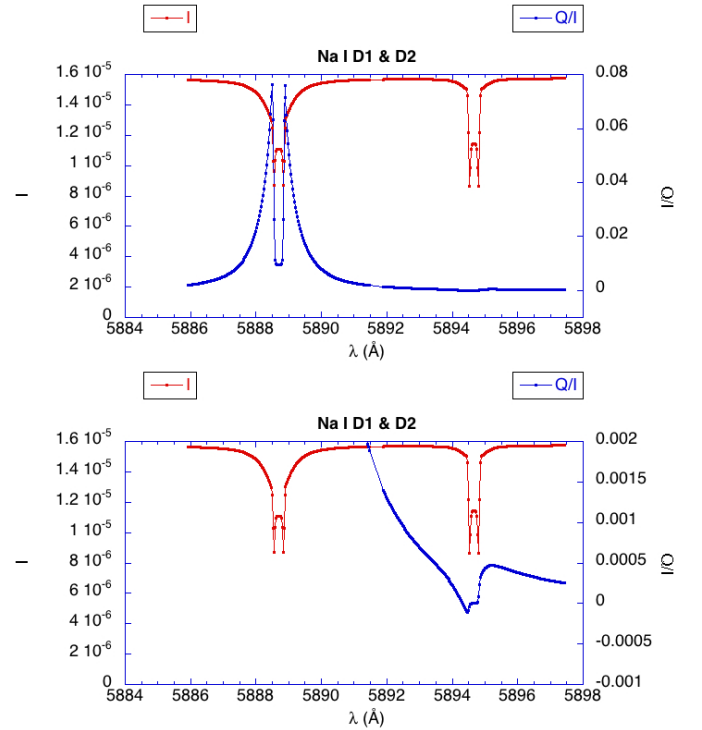 I Q/I
Na I D1 & D2
1.6 10-5 0.08
1.4 10-5
1.2 10-5 0.06
1 10-5
8 10-6 0.04
6 10-6
4 10-6 0.02
2 10-6 0
0
5884 5886 5888 5890 5892 5894 5896 5898
λ (Å)
I
Q/I
I Q/I
Na I D1 & D2
1.6 10-5 0.002
1.4 10-5 0.0015
1.2 10-5
1 10-5 0.001
8 10-6 0.0005
6 10-6
4 10-6 0
2 10-6 -0.0005
0 -0.001
5884 5886 5888 5890 5892 5894 5896 5898
λ (Å)
I
Q/I